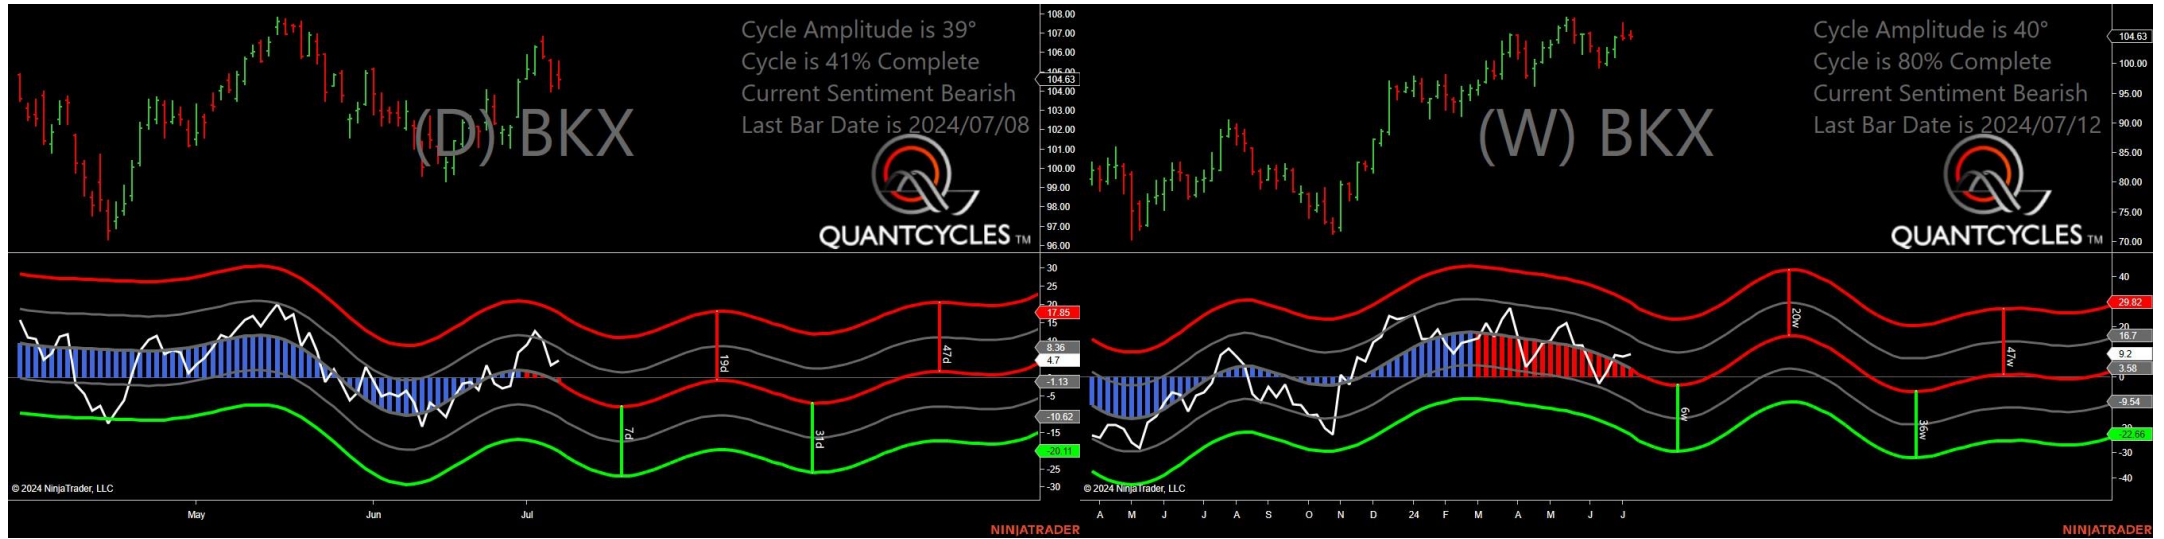 Cycle Amplitude is 39°
Cycle is 41% Complete
Current Sentiment Bearish
Last Bar Date is 2024/07/08
(D) BKX
QUANTCYCLES TM
108.00
107.00
106.00
105.00
104.63
104.00
103.00
102.00
101.00
100.00
99.00
98.00
97.00
96.00
30
25
20
17.85
15
10
8.36
4.7
-1.13
-5
-10.62
-15
-20.11
-25
-30
19d
47d
7d
31d
© 2024 NinjaTrader, LLC
May
Jun
Jul
NINJATRADER
Cycle Amplitude is 40°
Cycle is 80% Complete
Current Sentiment Bearish
Last Bar Date is 2024/07/12
(W) BKX
QUANTCYCLES TM
104.63
100.00
95.00
90.00
85.00
80.00
75.00
70.00
40
29.82
20
16.7
9.2
3.58
0
-9.54
-22.66
-30
-40
20w
47w
6w
36w
© 2024 NinjaTrader, LLC
A M J J A S O N D 24 F M A M J J
NINJATRADER